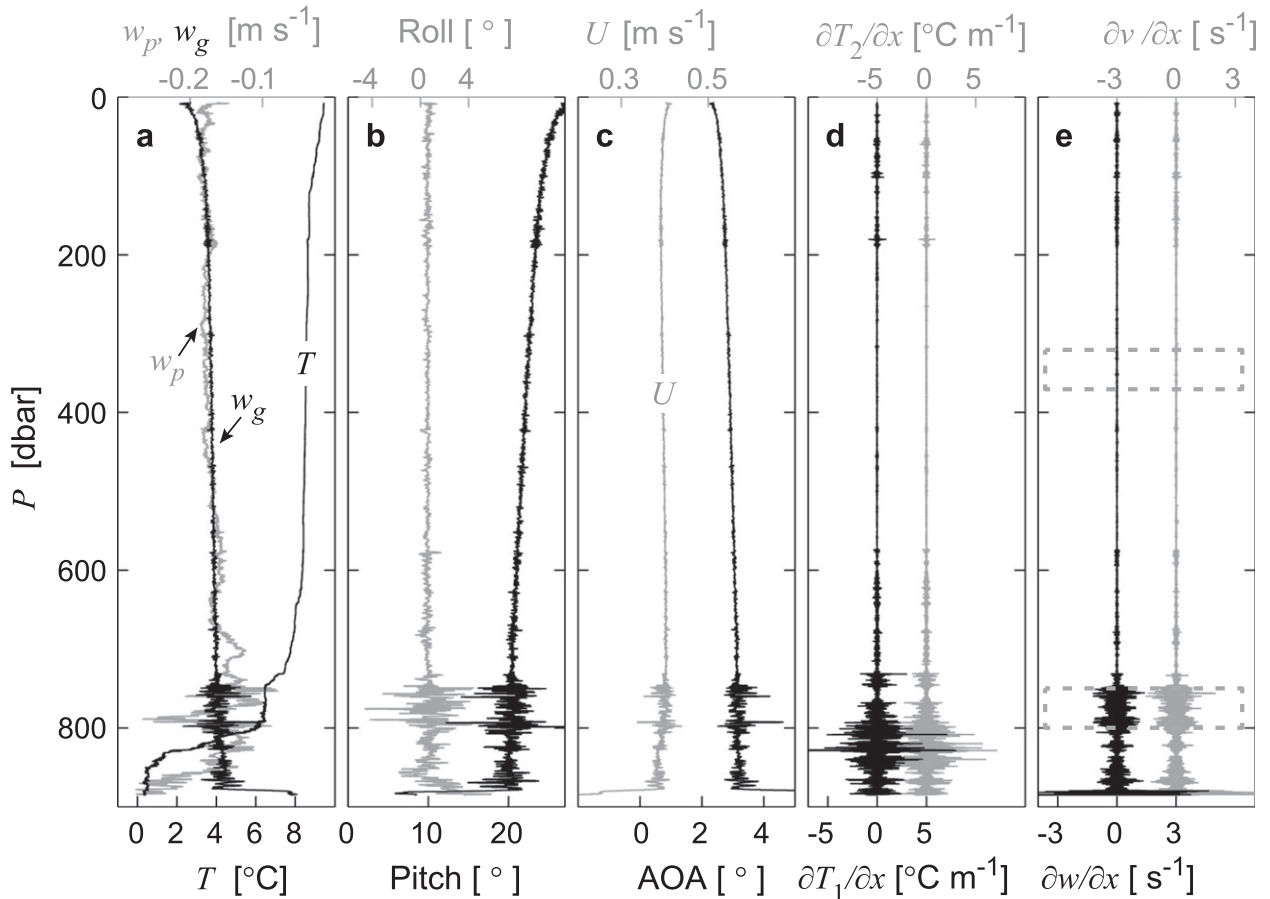 w_p, w_g [m s⁻¹] Roll [ ° ] U [m s⁻¹] ∂T₂/∂x [°C m⁻¹] ∂v /∂x [ s⁻¹]
-0.2 -0.1 -4 0 4 0.3 0.5 -5 0 5 -3 0 3
0
a b c d e
200
w_p T
w_g U
400
P [dbar]
600
800
0 2 4 6 8 0 10 20 0 2 4 -5 0 5 -3 0 3
T [°C] Pitch [ ° ] AOA [ ° ] ∂T₁/∂x [°C m⁻¹] ∂w/∂x [ s⁻¹]